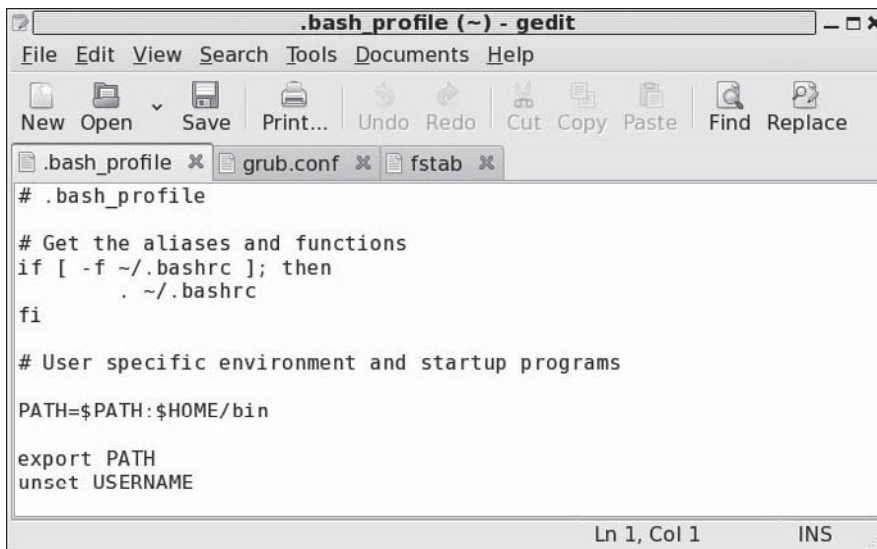 .bash_profile (~) - gedit
File Edit View Search Tools Documents Help
New Open Save Print... Undo Redo Cut Copy Paste Find Replace
.bash_profile grub.conf fstab
# .bash_profile
# Get the aliases and functions
if [ -f ~/.bashrc ]; then
        . ~/.bashrc
fi
# User specific environment and startup programs
PATH=$PATH:$HOME/bin
export PATH
unset USERNAME
Ln 1, Col 1 INS